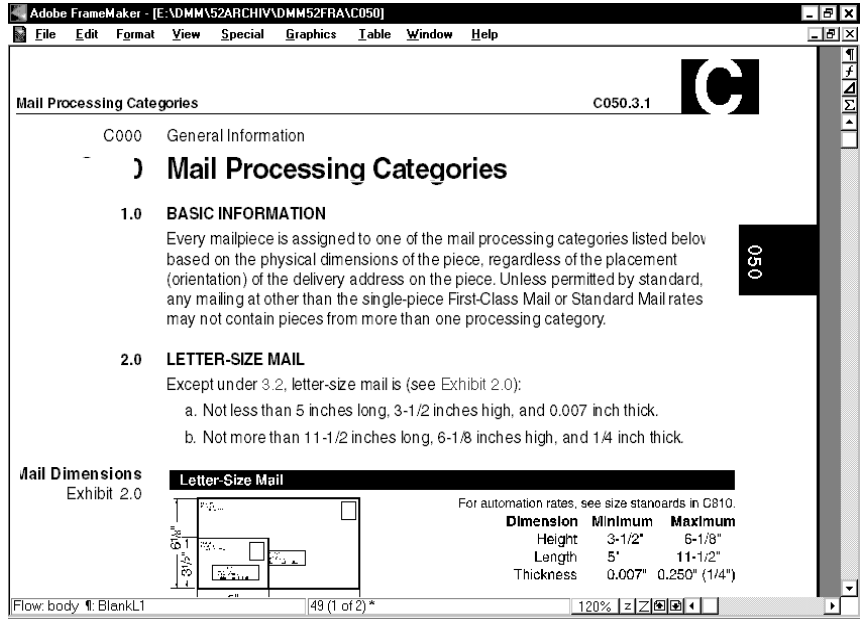 Adobe FrameMaker - [E:\DMM\52ARCHIV\DMM52FRA\C050]
File Edit Format View Special Graphics Table Window Help
Mail Processing Categories C050.3.1
C
C000 General Information
Mail Processing Categories
1.0 BASIC INFORMATION
Every mailpiece is assigned to one of the mail processing categories listed below
based on the physical dimensions of the piece, regardless of the placement
(orientation) of the delivery address on the piece. Unless permitted by standard,
any mailing at other than the single-piece First-Class Mail or Standard Mail rates
may not contain pieces from more than one processing category.
050
2.0 LETTER-SIZE MAIL
Except under 3.2, letter-size mail is (see Exhibit 2.0):
a. Not less than 5 inches long, 3-1/2 inches high, and 0.007 inch thick.
b. Not more than 11-1/2 inches long, 6-1/8 inches high, and 1/4 inch thick.
Mail Dimensions
Exhibit 2.0
Letter-Size Mail
For automation rates, see size standards in C810.
Dimension Minimum Maximum
Height 3-1/2" 6-1/8"
Length 5" 11-1/2"
Thickness 0.007" 0.250" (1/4")
6 1/8"
3 1/2"
Flow: body ¶: BlankL1 49 (1 of 2) * 120% z Z